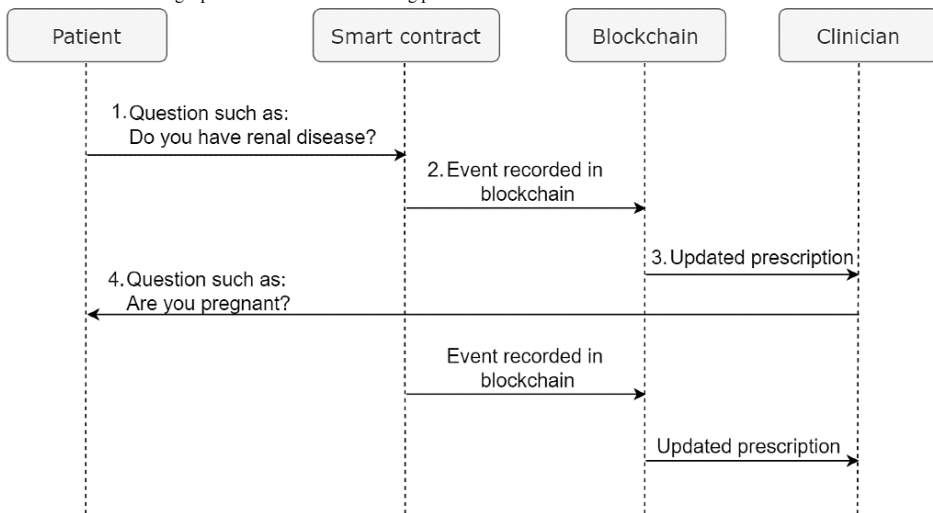 Patient
Smart contract
Blockchain
Clinician
1. Question such as:
Do you have renal disease?
2. Event recorded in
blockchain
3. Updated prescription
4. Question such as:
Are you pregnant?
Event recorded in
blockchain
Updated prescription